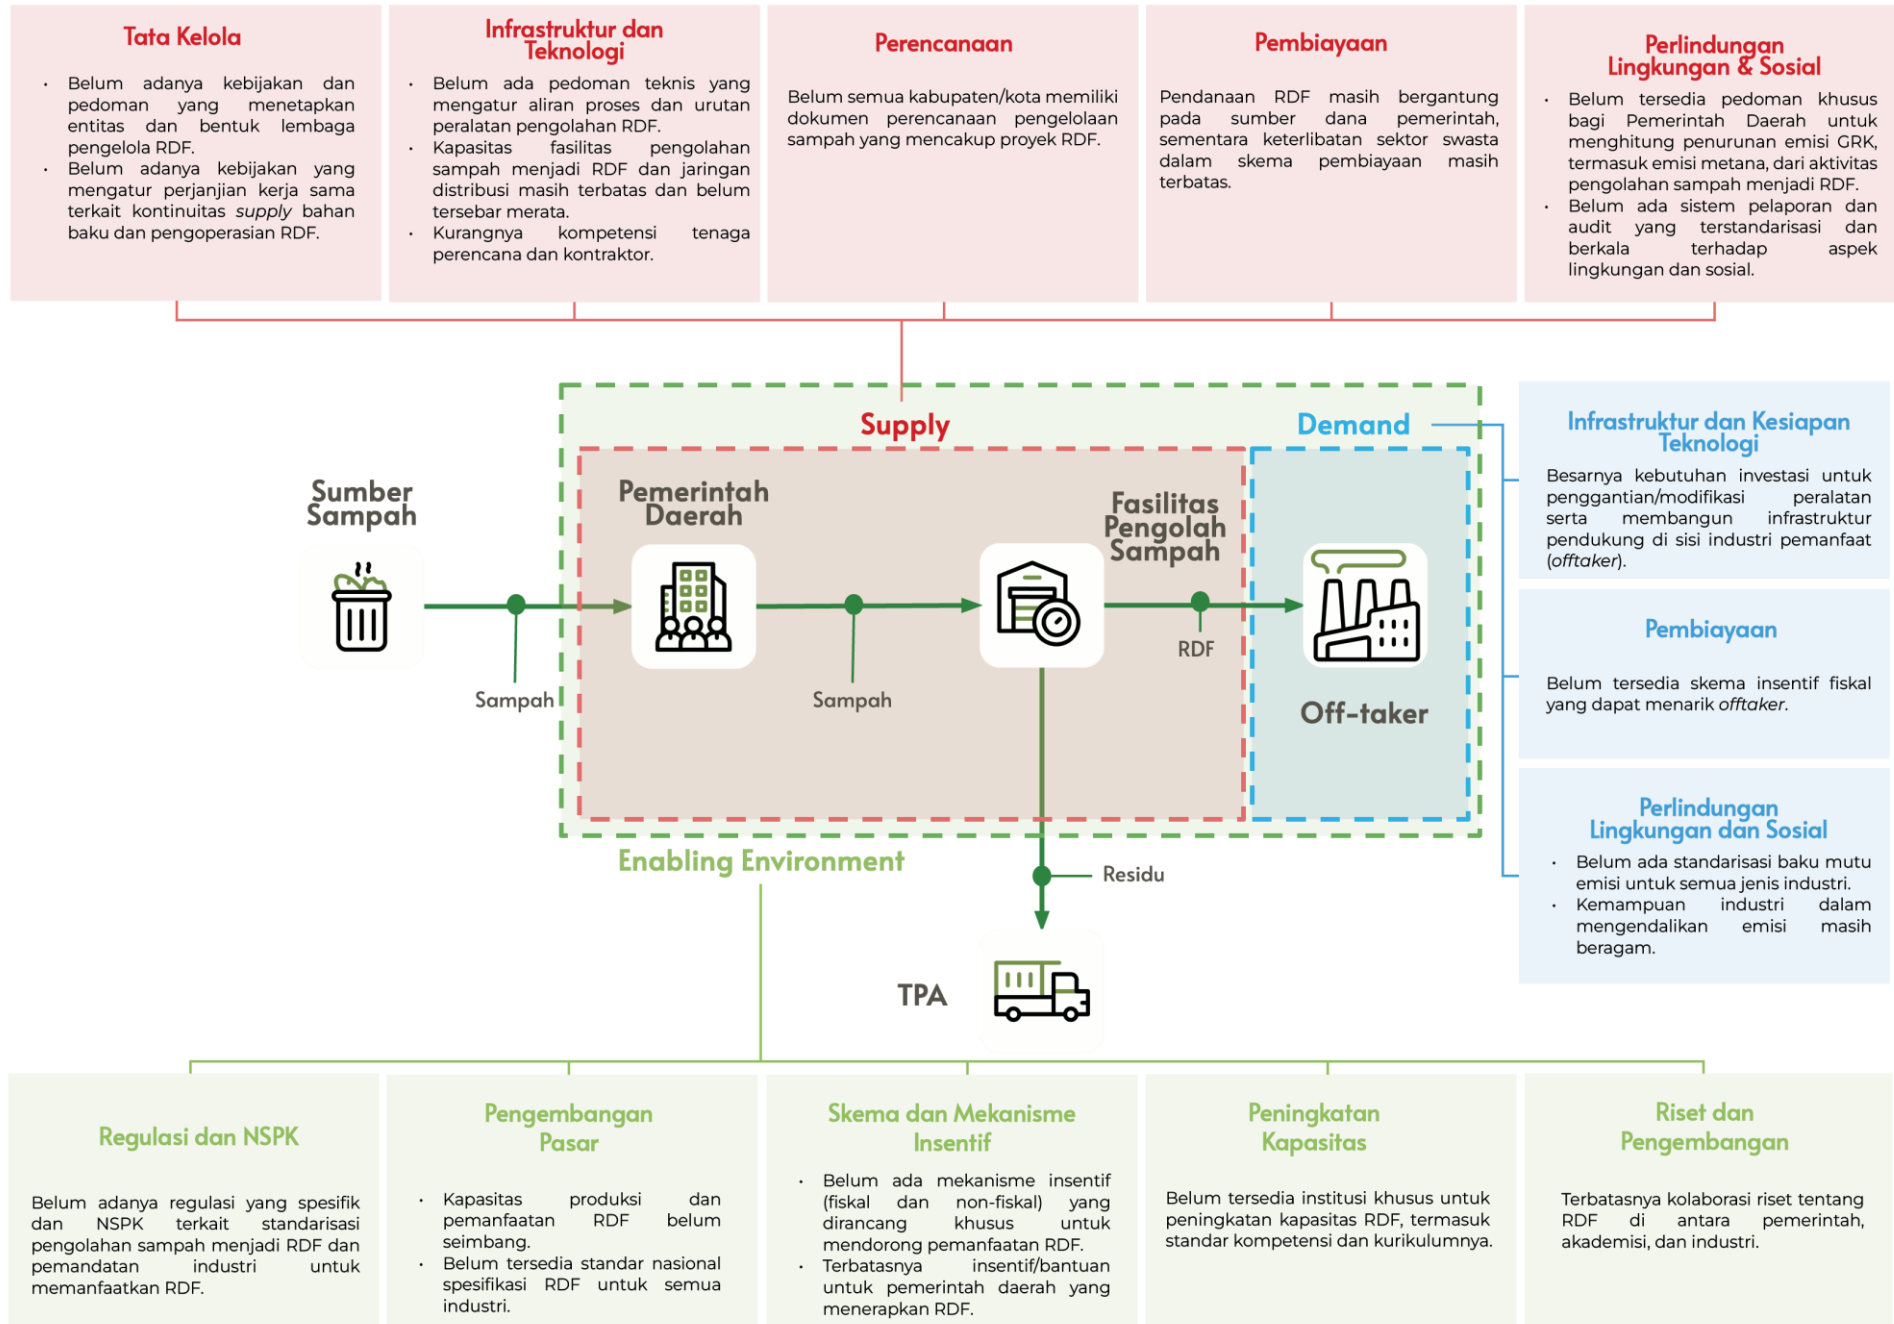 Tata Kelola
• Belum adanya kebijakan dan
pedoman yang menetapkan
entitas dan bentuk lembaga
pengelola RDF.
• Belum adanya kebijakan yang
mengatur perjanjian kerja sama
terkait kontinuitas supply bahan
baku dan pengoperasian RDF.
Infrastruktur dan
Teknologi
• Belum ada pedoman teknis yang
mengatur aliran proses dan urutan
peralatan pengolahan RDF.
• Kapasitas fasilitas pengolahan
sampah menjadi RDF dan jaringan
distribusi masih terbatas dan belum
tersebar merata.
• Kurangnya kompetensi tenaga
perencana dan kontraktor.
Perencanaan
Belum semua kabupaten/kota memiliki
dokumen perencanaan pengelolaan
sampah yang mencakup proyek RDF.
Pembiayaan
Pendanaan RDF masih bergantung
pada sumber dana pemerintah,
sementara keterlibatan sektor swasta
dalam skema pembiayaan masih
terbatas.
Perlindungan
Lingkungan & Sosial
• Belum tersedia pedoman khusus
bagi Pemerintah Daerah untuk
menghitung penurunan emisi GRK,
termasuk emisi metana, dari aktivitas
pengolahan sampah menjadi RDF.
• Belum ada sistem pelaporan dan
audit yang terstandarisasi dan
berkala terhadap aspek
lingkungan dan sosial.
Supply
Demand
Sumber
Sampah
Pemerintah
Daerah
Fasilitas
Pengolah
Sampah
Sampah
Sampah
RDF
Off-taker
Infrastruktur dan Kesiapan
Teknologi
Besarnya kebutuhan investasi untuk
penggantian/modifikasi peralatan
serta membangun infrastruktur
pendukung di sisi industri pemanfaat
(offtaker).
Pembiayaan
Belum tersedia skema insentif fiskal
yang dapat menarik offtaker.
Perlindungan
Lingkungan dan Sosial
• Belum ada standarisasi baku mutu
emisi untuk semua jenis industri.
• Kemampuan industri dalam
mengendalikan emisi masih
beragam.
Enabling Environment
Residu
TPA
Regulasi dan NSPK
Belum adanya regulasi yang spesifik
dan NSPK terkait standarisasi
pengolahan sampah menjadi RDF dan
pemandatan industri untuk
memanfaatkan RDF.
Pengembangan
Pasar
• Kapasitas produksi dan
pemanfaatan RDF belum
seimbang.
• Belum tersedia standar nasional
spesifikasi RDF untuk semua
industri.
Skema dan Mekanisme
Insentif
• Belum ada mekanisme insentif
(fiskal dan non-fiskal) yang
dirancang khusus untuk
mendorong pemanfaatan RDF.
• Terbatasnya insentif/bantuan
untuk pemerintah daerah yang
menerapkan RDF.
Peningkatan
Kapasitas
Belum tersedia institusi khusus untuk
peningkatan kapasitas RDF, termasuk
standar kompetensi dan kurikulumnya.
Riset dan
Pengembangan
Terbatasnya kolaborasi riset tentang
RDF di antara pemerintah,
akademisi, dan industri.